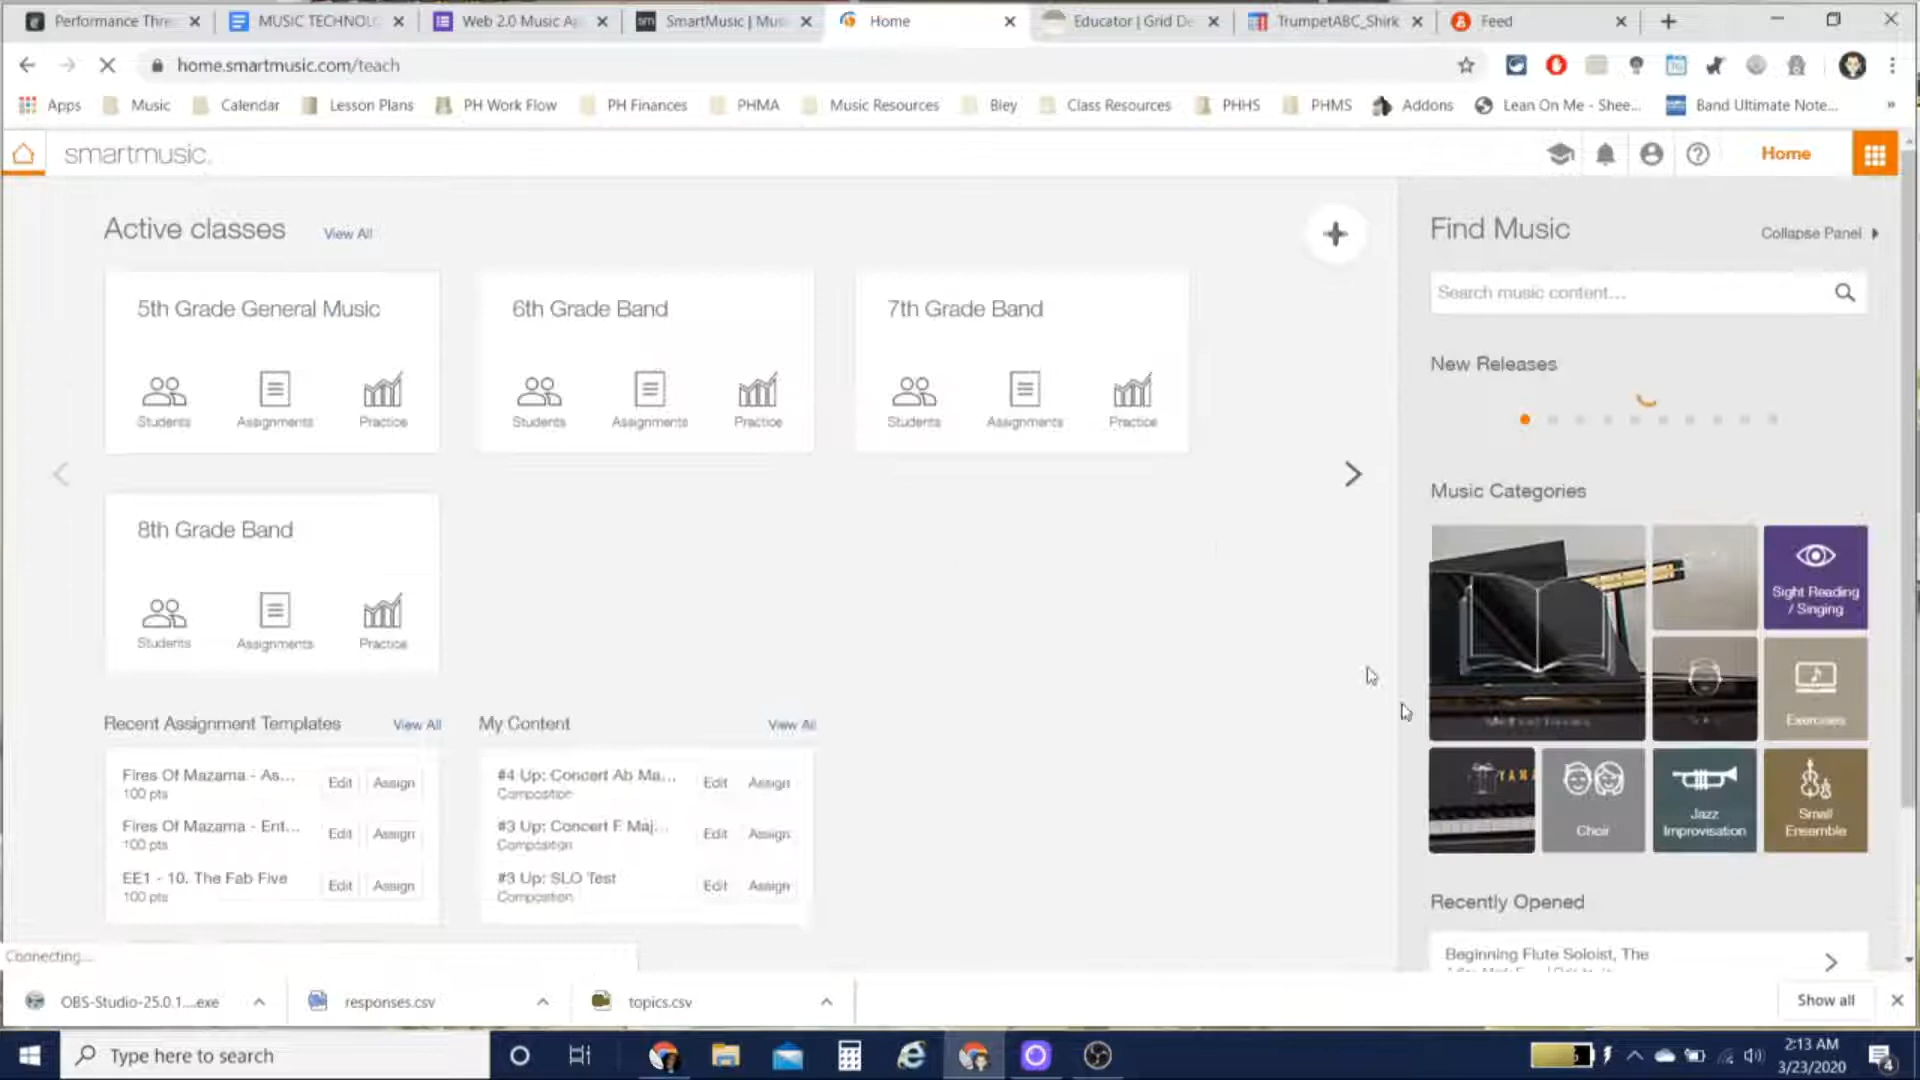 Performance Thre
MUSIC TECHNOL
Web 2.0 Music A
SmartMusic | Mus
Home
Educator | Grid De
TrumpetABC_Shirk
Feed
home.smartmusic.com/teach
Apps
Music
Calendar
Lesson Plans
PH Work Flow
PH Finances
PHMA
Music Resources
Bley
Class Resources
PHHS
PHMS
Addons
Lean On Me - Shee...
Band Ultimate Note...
smartmusic
Home
Active classes
View All
5th Grade General Music
Students
Assignments
Practice
6th Grade Band
Students
Assignments
Practice
7th Grade Band
Students
Assignments
Practice
8th Grade Band
Students
Assignments
Practice
Recent Assignment Templates
View All
Fires Of Mazama - As...
100 pts
Edit
Assign
Fires Of Mazama - Ent...
100 pts
Edit
Assign
EE1 - 10. The Fab Five
100 pts
Edit
Assign
My Content
View All
#4 Up: Concert Ab Ma...
Composition
Edit
Assign
#3 Up: Concert F Maj...
Composition
Edit
Assign
#3 Up: SLO Test
Composition
Edit
Assign
Find Music
Collapse Panel
Search music content...
New Releases
Music Categories
Sight Reading
/ Singing
Exercises
Choir
Jazz
Improvisation
Small
Ensemble
Recently Opened
Beginning Flute Soloist, The
Connecting...
OBS-Studio-25.0.1....exe
responses.csv
topics.csv
Show all
Type here to search
2:13 AM
3/23/2020
4